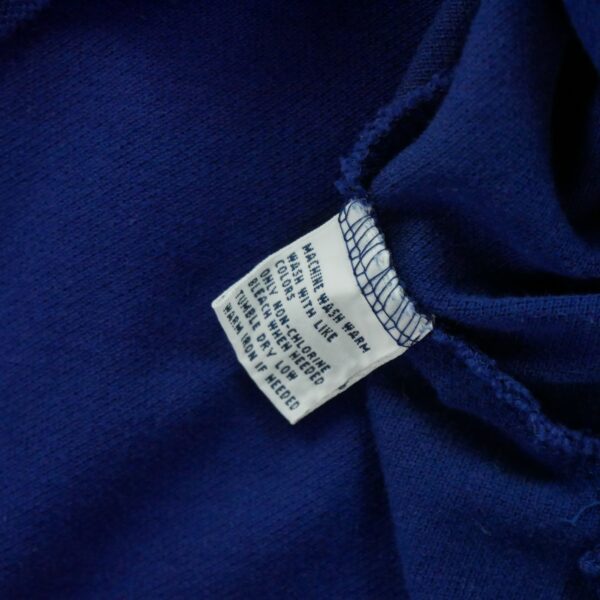 MACHINE WASH WARM
WASH WITH LIKE
COLORS
ONLY NON-CHLORINE
BLEACH WHEN NEEDED
TUMBLE DRY LOW
WARM IRON IF NEEDED